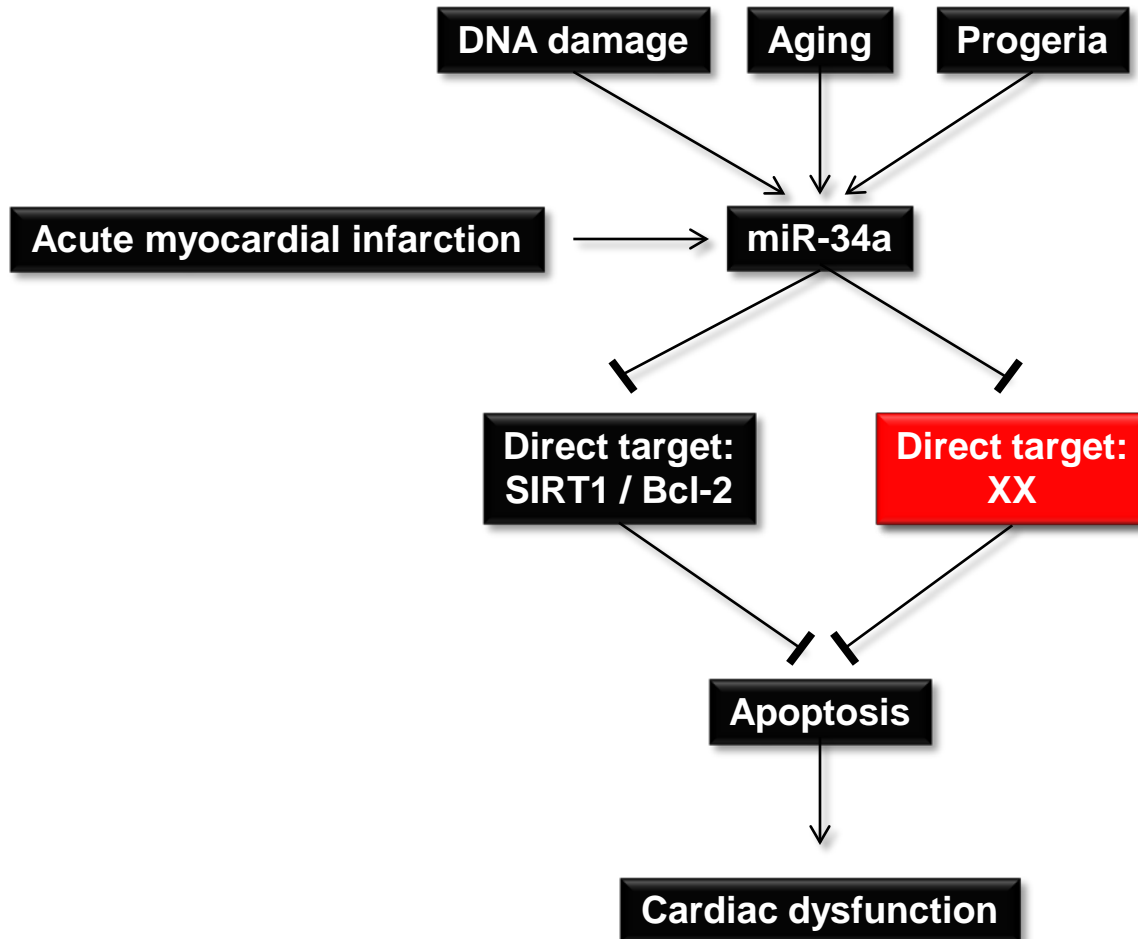 DNA damage
Aging
Progeria
Acute myocardial infarction
miR-34a
Direct target:
SIRT1 / Bcl-2
Direct target:
XX
Apoptosis
Cardiac dysfunction